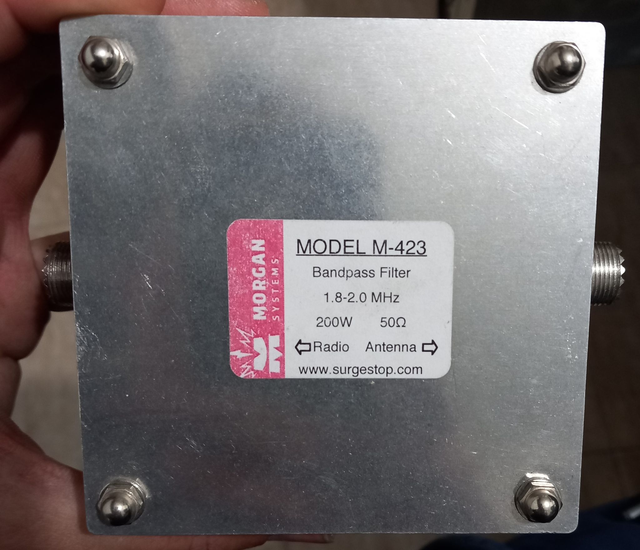 MORGAN
SYSTEMS
MODEL M-423
Bandpass Filter
1.8-2.0 MHz
200W 50Ω
⇦Radio Antenna⇨
www.surgestop.com